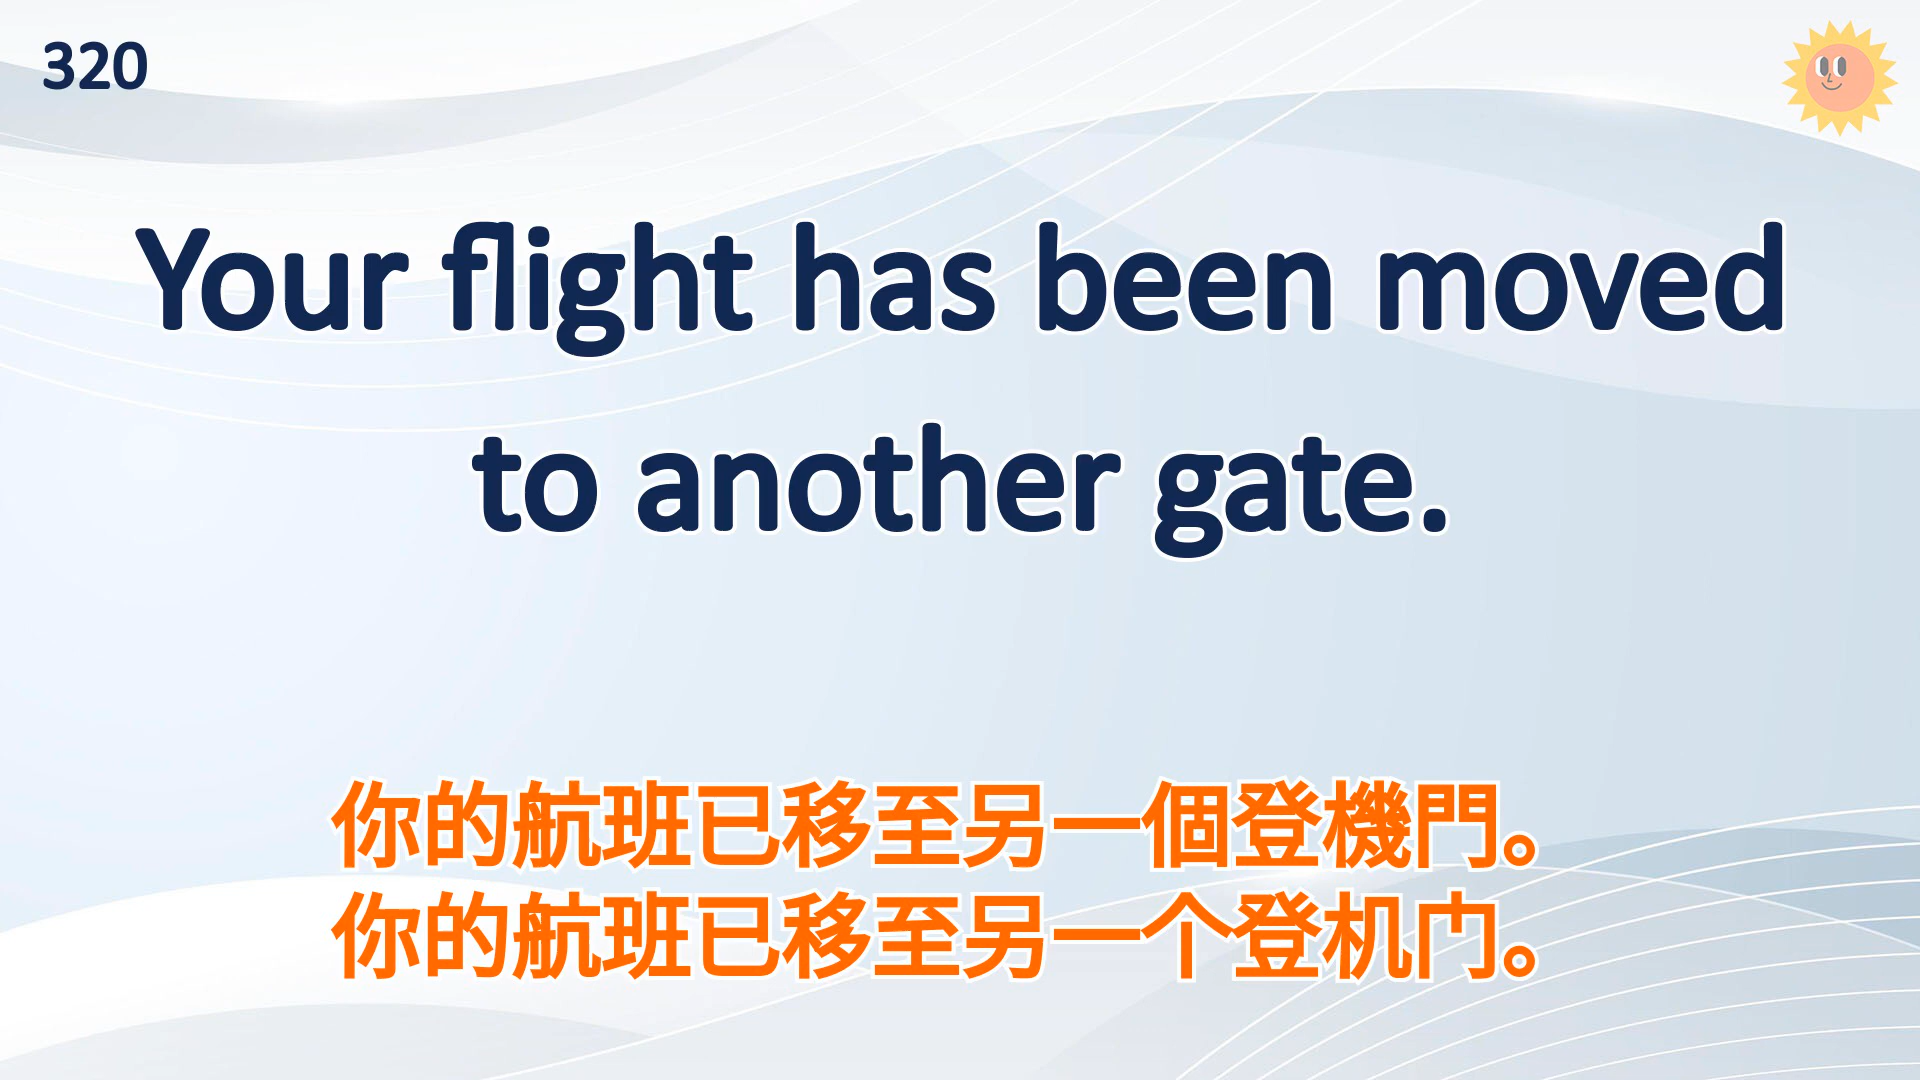 320
Your flight has been moved
to another gate.
你的航班已移至另一個登機門。
你的航班已移至另一个登机门。